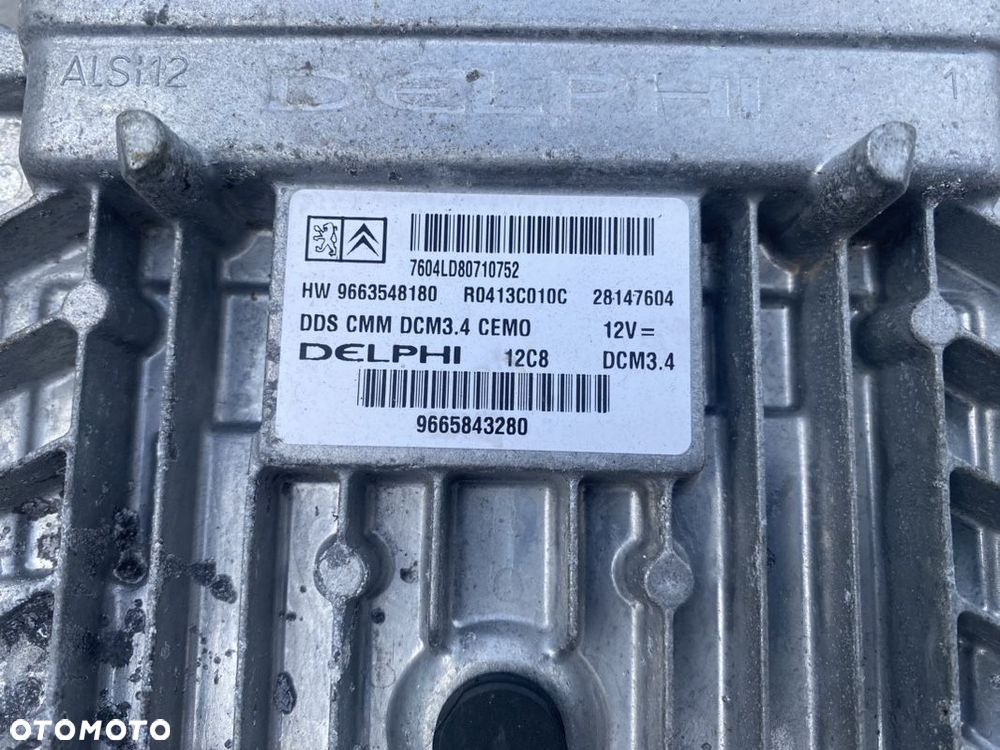 ALSi12 DELPHI 1
7604LD80710752
HW 9663548180 R0413C010C 28147604
DDS CMM DCM3.4 CEMO 12V =
DELPHI 12C8 DCM3.4
9665843280
OTOMOTO